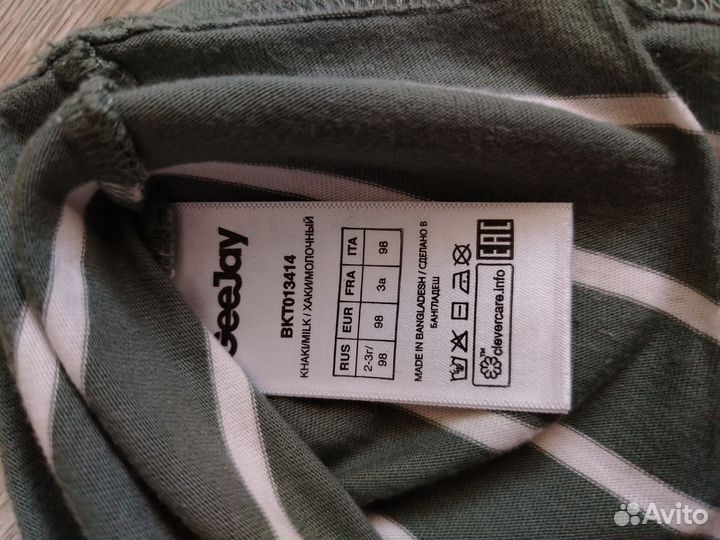 GeeJay
BKT013414
KHAKI/MILK / ХАКИ/МОЛОЧНЫЙ
RUS EUR FRA ITA
2-3г/ 98 98 3a 98
MADE IN BANGLADESH / СДЕЛАНО В
БАНГЛАДЕШ
EAC
TM clevercare.info
Avito